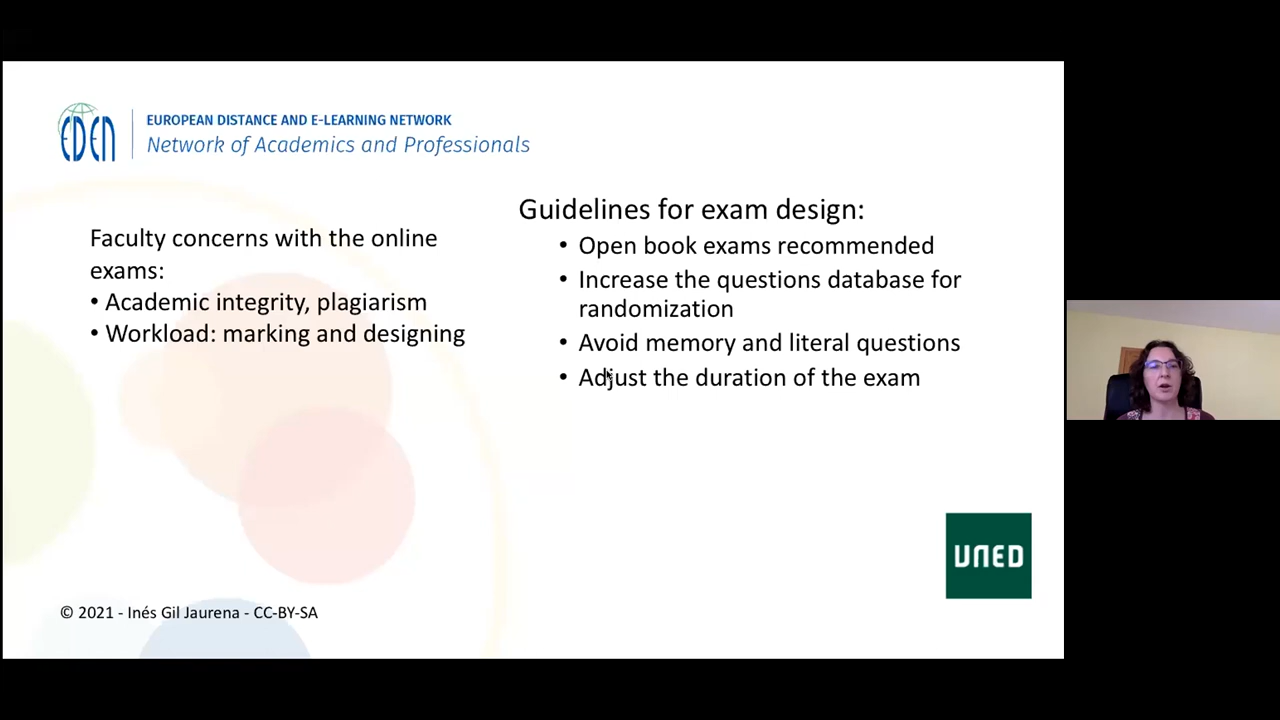 EDEN
EUROPEAN DISTANCE AND E-LEARNING NETWORK
Network of Academics and Professionals
Faculty concerns with the online
exams:
• Academic integrity, plagiarism
• Workload: marking and designing
Guidelines for exam design:
• Open book exams recommended
• Increase the questions database for
randomization
• Avoid memory and literal questions
• Adjust the duration of the exam
UNED
© 2021 - Inés Gil Jaurena - CC-BY-SA